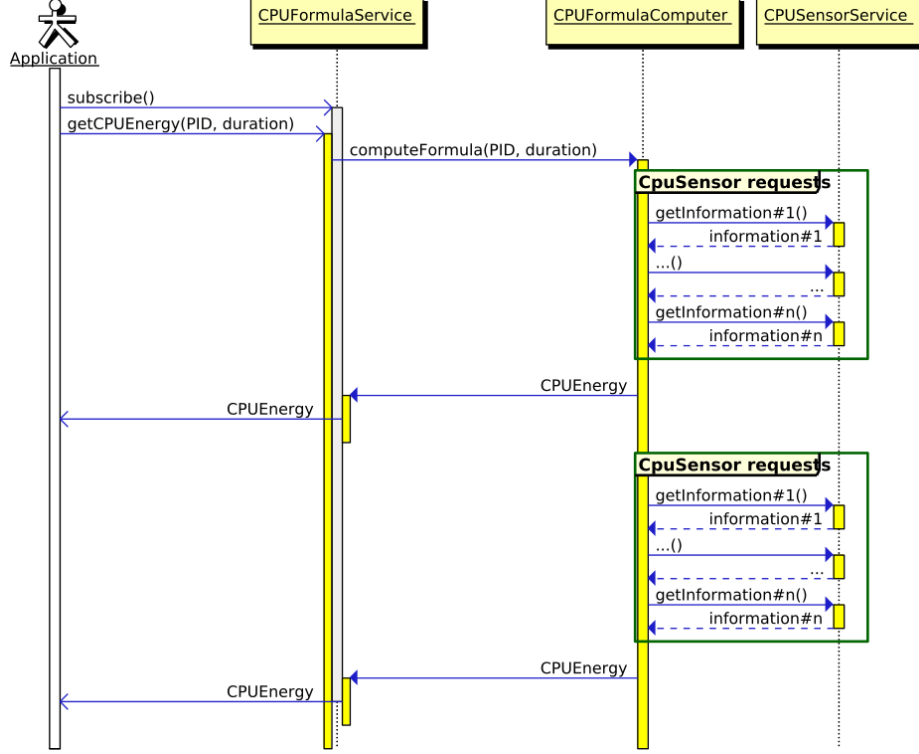 CPUFormulaService
CPUFormulaComputer
CPUSensorService
Application
subscribe()
getCPUEnergy(PID, duration)
computeFormula(PID, duration)
CpuSensor requests
getInformation#1()
information#1
...()
...
getInformation#n()
information#n
CPUEnergy
CPUEnergy
CpuSensor requests
getInformation#1()
information#1
...()
...
getInformation#n()
information#n
CPUEnergy
CPUEnergy